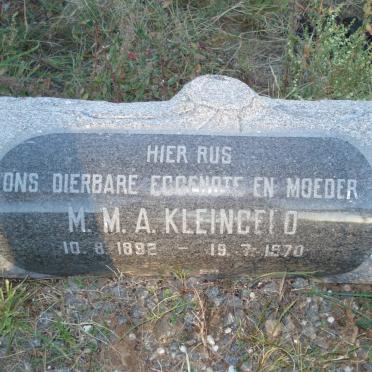 HIER RUS
ONS DIERBARE EGGENOTE EN MOEDER
M. M. A. KLEINGELD
10. 8. 1892 — 19. 7. 1970